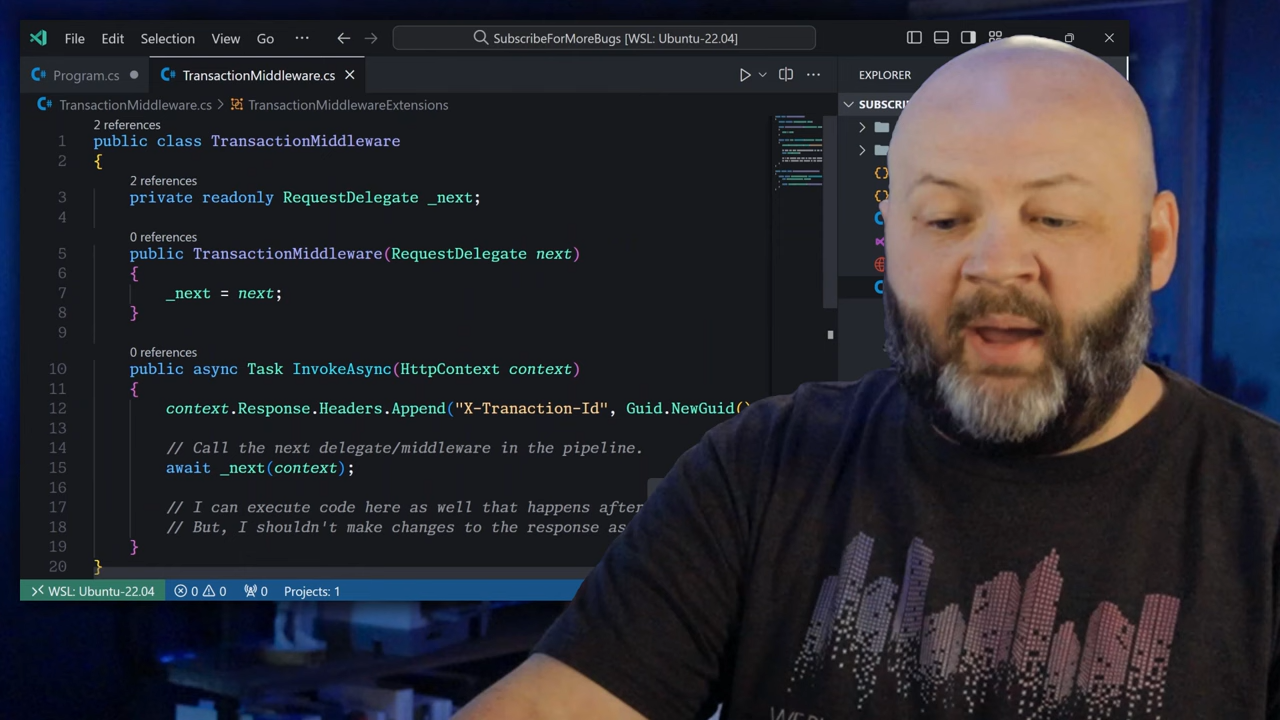 File Edit Selection View Go ··· SubscribeForMoreBugs [WSL: Ubuntu-22.04]
Program.cs TransactionMiddleware.cs
EXPLORER
TransactionMiddleware.cs > TransactionMiddlewareExtensions
SUBSCRI
2 references
1 public class TransactionMiddleware
2 {
2 references
3 private readonly RequestDelegate _next;
4
0 references
5 public TransactionMiddleware(RequestDelegate next)
6 {
7 _next = next;
8 }
9
0 references
10 public async Task InvokeAsync(HttpContext context)
11 {
12 context.Response.Headers.Append("X-Tranaction-Id", Guid.NewGuid()
13
14 // Call the next delegate/middleware in the pipeline.
15 await _next(context);
16
17 // I can execute code here as well that happens after
18 // But, I shouldn't make changes to the response as
19 }
20 }
WSL: Ubuntu-22.04 0 0 0 Projects: 1